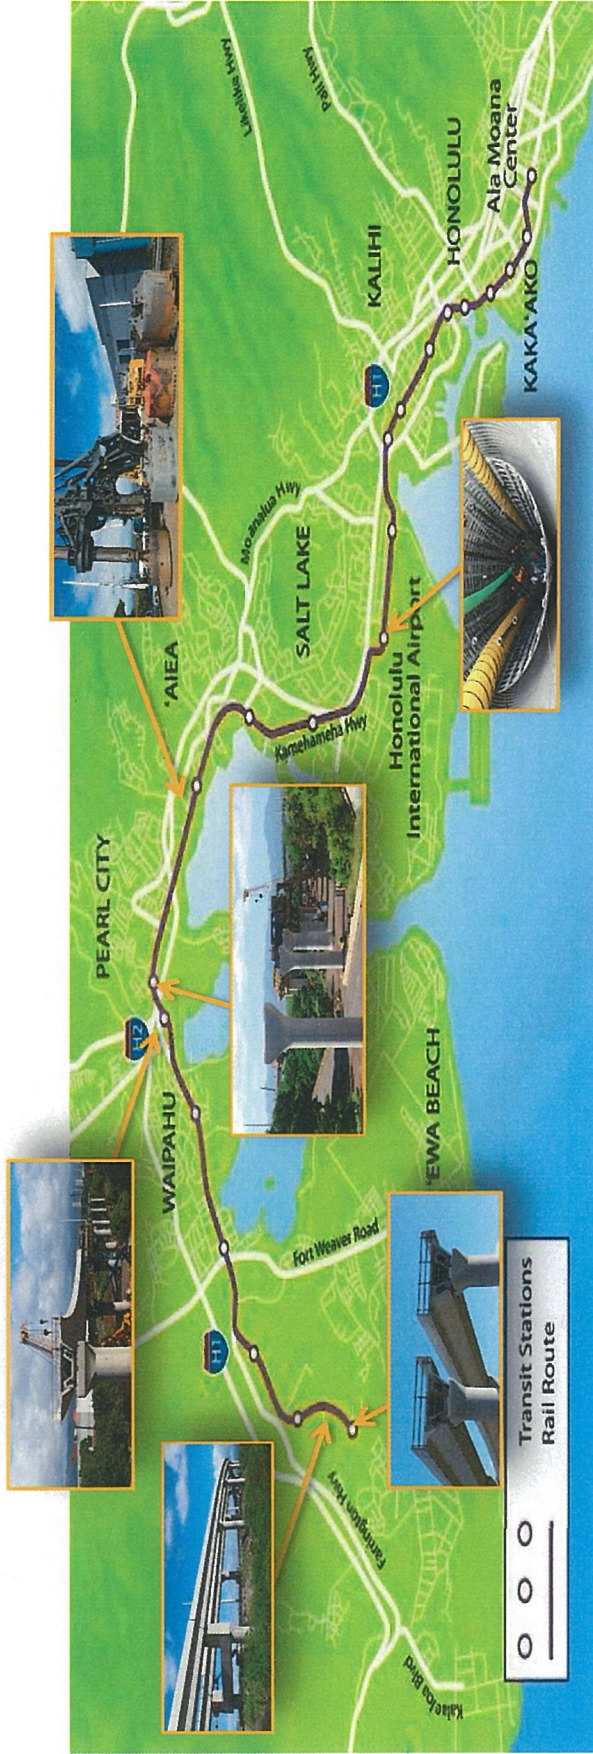 Likelike Hwy
Pali Hwy
Ala Moana
Center
HONOLULU
KALIHI
KAKA'AKO
H1
Moanalua Hwy
SALT LAKE
'AIEA
Honolulu
International Airport
Kamehameha Hwy
PEARL CITY
H2
WAIPAHU
'EWA BEACH
Fort Weaver Road
H1
Farrington Hwy
Kalaeloa Blvd
Transit Stations
Rail Route